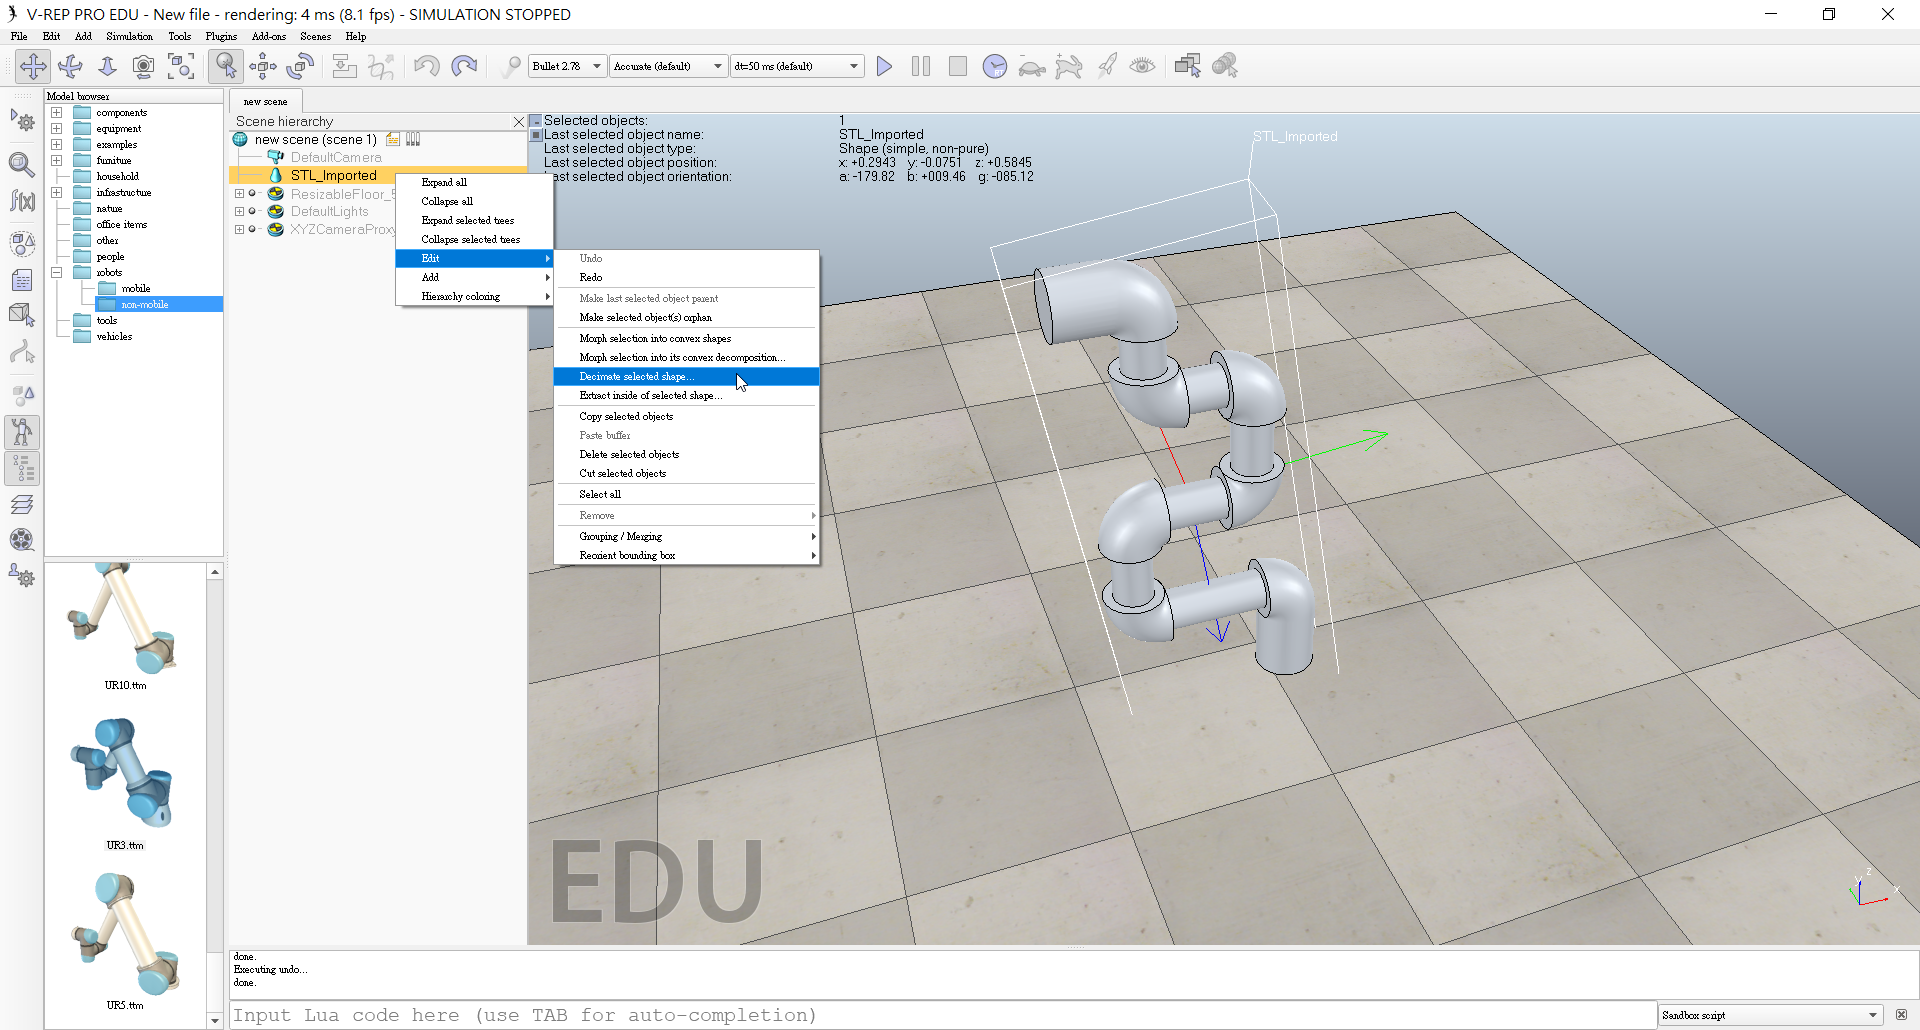 V-REP PRO EDU - New file - rendering: 4 ms (8.1 fps) - SIMULATION STOPPED
File Edit Add Simulation Tools Plugins Add-ons Scenes Help
Bullet 2.78 Accurate (default) dt=50 ms (default)
Model browser
components
equipment
examples
furniture
household
infrastructure
nature
office items
other
people
robots
mobile
non-mobile
tools
vehicles
UR10.ttm
UR3.ttm
UR5.ttm
new scene
Scene hierarchy
new scene (scene 1)
DefaultCamera
STL_Imported
ResizableFloor_5
DefaultLights
XYZCameraProxy
Expand all
Collapse all
Expand selected trees
Collapse selected trees
Edit
Add
Hierarchy coloring
Undo
Redo
Make last selected object parent
Make selected object(s) orphan
Morph selection into convex shapes
Morph selection into its convex decomposition...
Decimate selected shape...
Extract inside of selected shape...
Copy selected objects
Paste buffer
Delete selected objects
Cut selected objects
Select all
Remove
Grouping / Merging
Reorient bounding box
Selected objects: 1
Last selected object name: STL_Imported
Last selected object type: Shape (simple, non-pure)
Last selected object position: x: +0.2943 y: -0.0751 z: +0.5845
ast selected object orientation: a: -179.82 b: +009.46 g: -085.12
STL_Imported
EDU
z
x
done.
Executing undo...
done.
Input Lua code here (use TAB for auto-completion)
Sandbox script